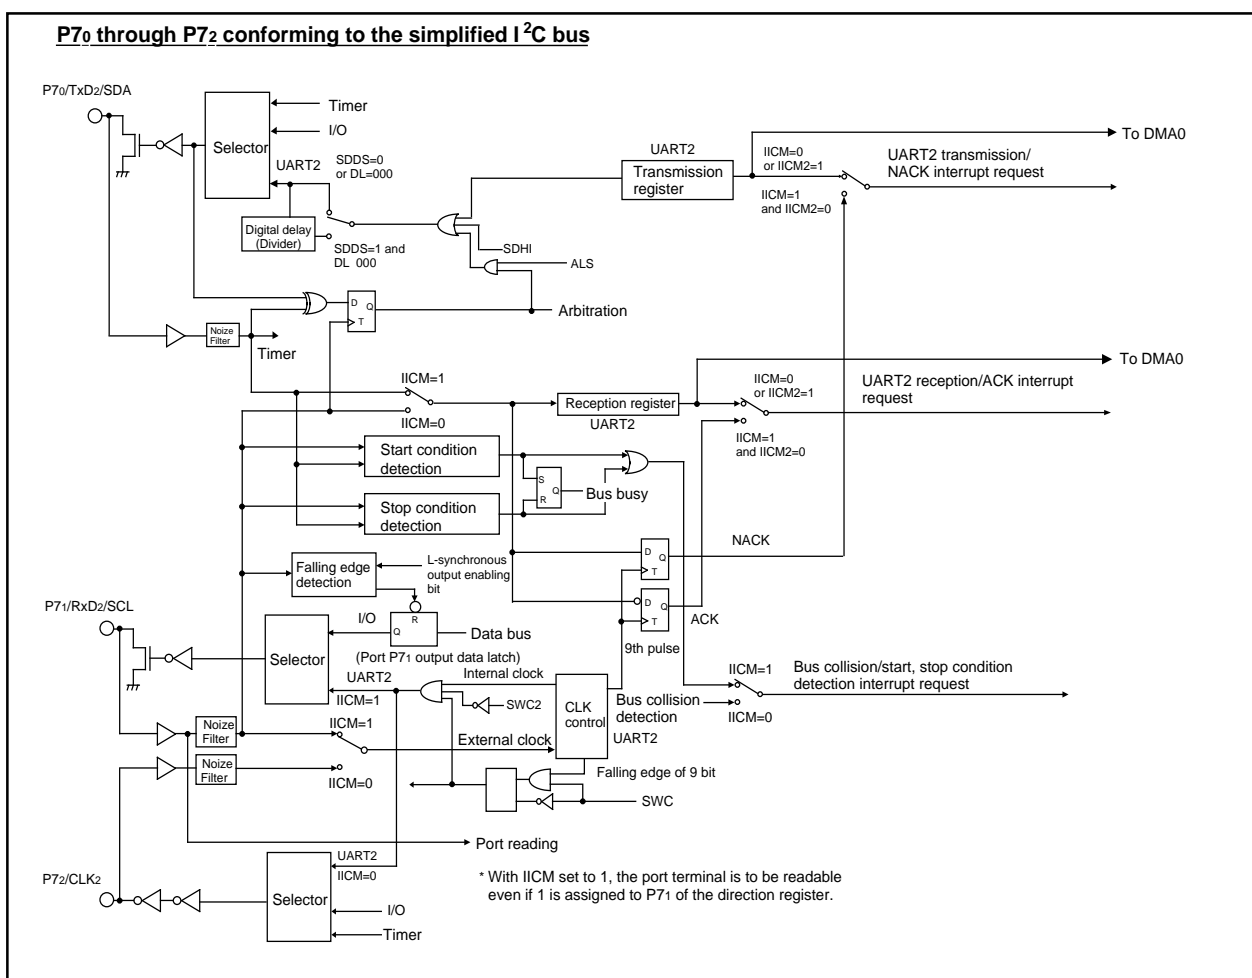 P70 through P72 conforming to the simplified I 2C bus
P70/TxD2/SDA
Timer
I/O
Selector
UART2
SDDS=0
or DL=000
Digital delay
(Divider)
SDDS=1 and
DL 000
UART2
Transmission
register
SDHI
ALS
To DMA0
IICM=0
or IICM2=1
UART2 transmission/
NACK interrupt request
IICM=1
and IICM2=0
D
Q
T
Arbitration
Noize
Filter
Timer
IICM=1
IICM=0
Reception register
UART2
To DMA0
IICM=0
or IICM2=1
UART2 reception/ACK interrupt
request
IICM=1
and IICM2=0
Start condition
detection
S
Q
R
Bus busy
Stop condition
detection
NACK
D
Q
T
Falling edge
detection
L-synchronous
output enabling
bit
D
Q
T
ACK
9th pulse
P71/RxD2/SCL
I/O
R
Q
Data bus
(Port P71 output data latch)
Selector
UART2
IICM=1
Internal clock
SWC2
CLK
control
UART2
Bus collision
detection
IICM=1
IICM=0
Bus collision/start, stop condition
detection interrupt request
Noize
Filter
IICM=1
External clock
Noize
Filter
IICM=0
Falling edge of 9 bit
SWC
Port reading
P72/CLK2
UART2
IICM=0
Selector
I/O
Timer
* With IICM set to 1, the port terminal is to be readable
even if 1 is assigned to P71 of the direction register.